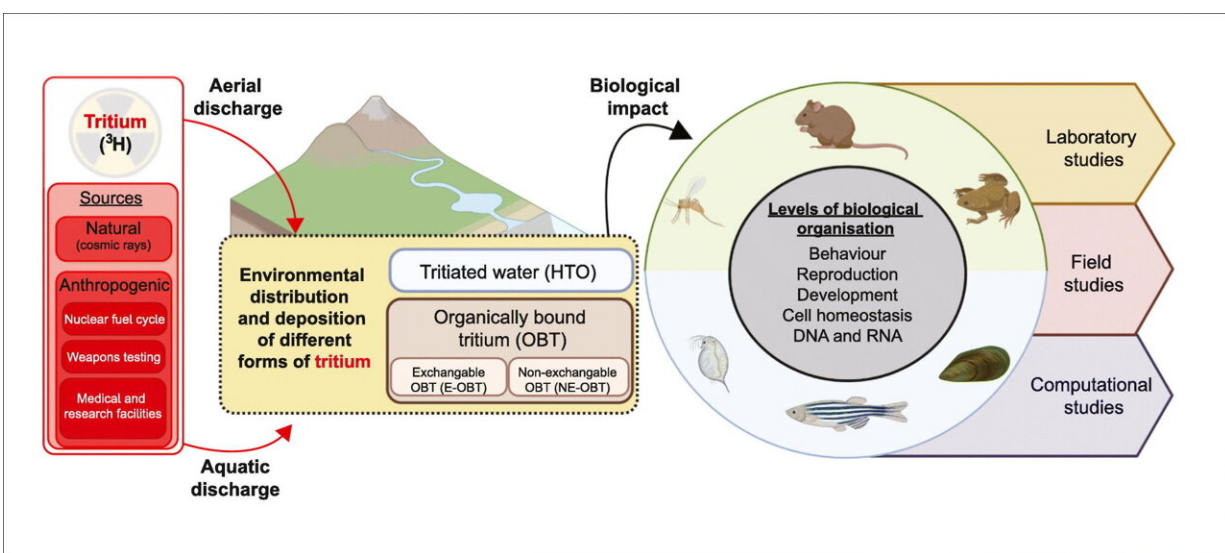 Tritium
(³H)
Sources
Natural
(cosmic rays)
Anthropogenic
Nuclear fuel cycle
Weapons testing
Medical and
research facilities
Aerial
discharge
Aquatic
discharge
Environmental
distribution
and deposition
of different
forms of tritium
Tritiated water (HTO)
Organically bound
tritium (OBT)
Exchangable
OBT (E-OBT)
Non-exchangable
OBT (NE-OBT)
Biological
impact
Levels of biological
organisation
Behaviour
Reproduction
Development
Cell homeostasis
DNA and RNA
Laboratory
studies
Field
studies
Computational
studies